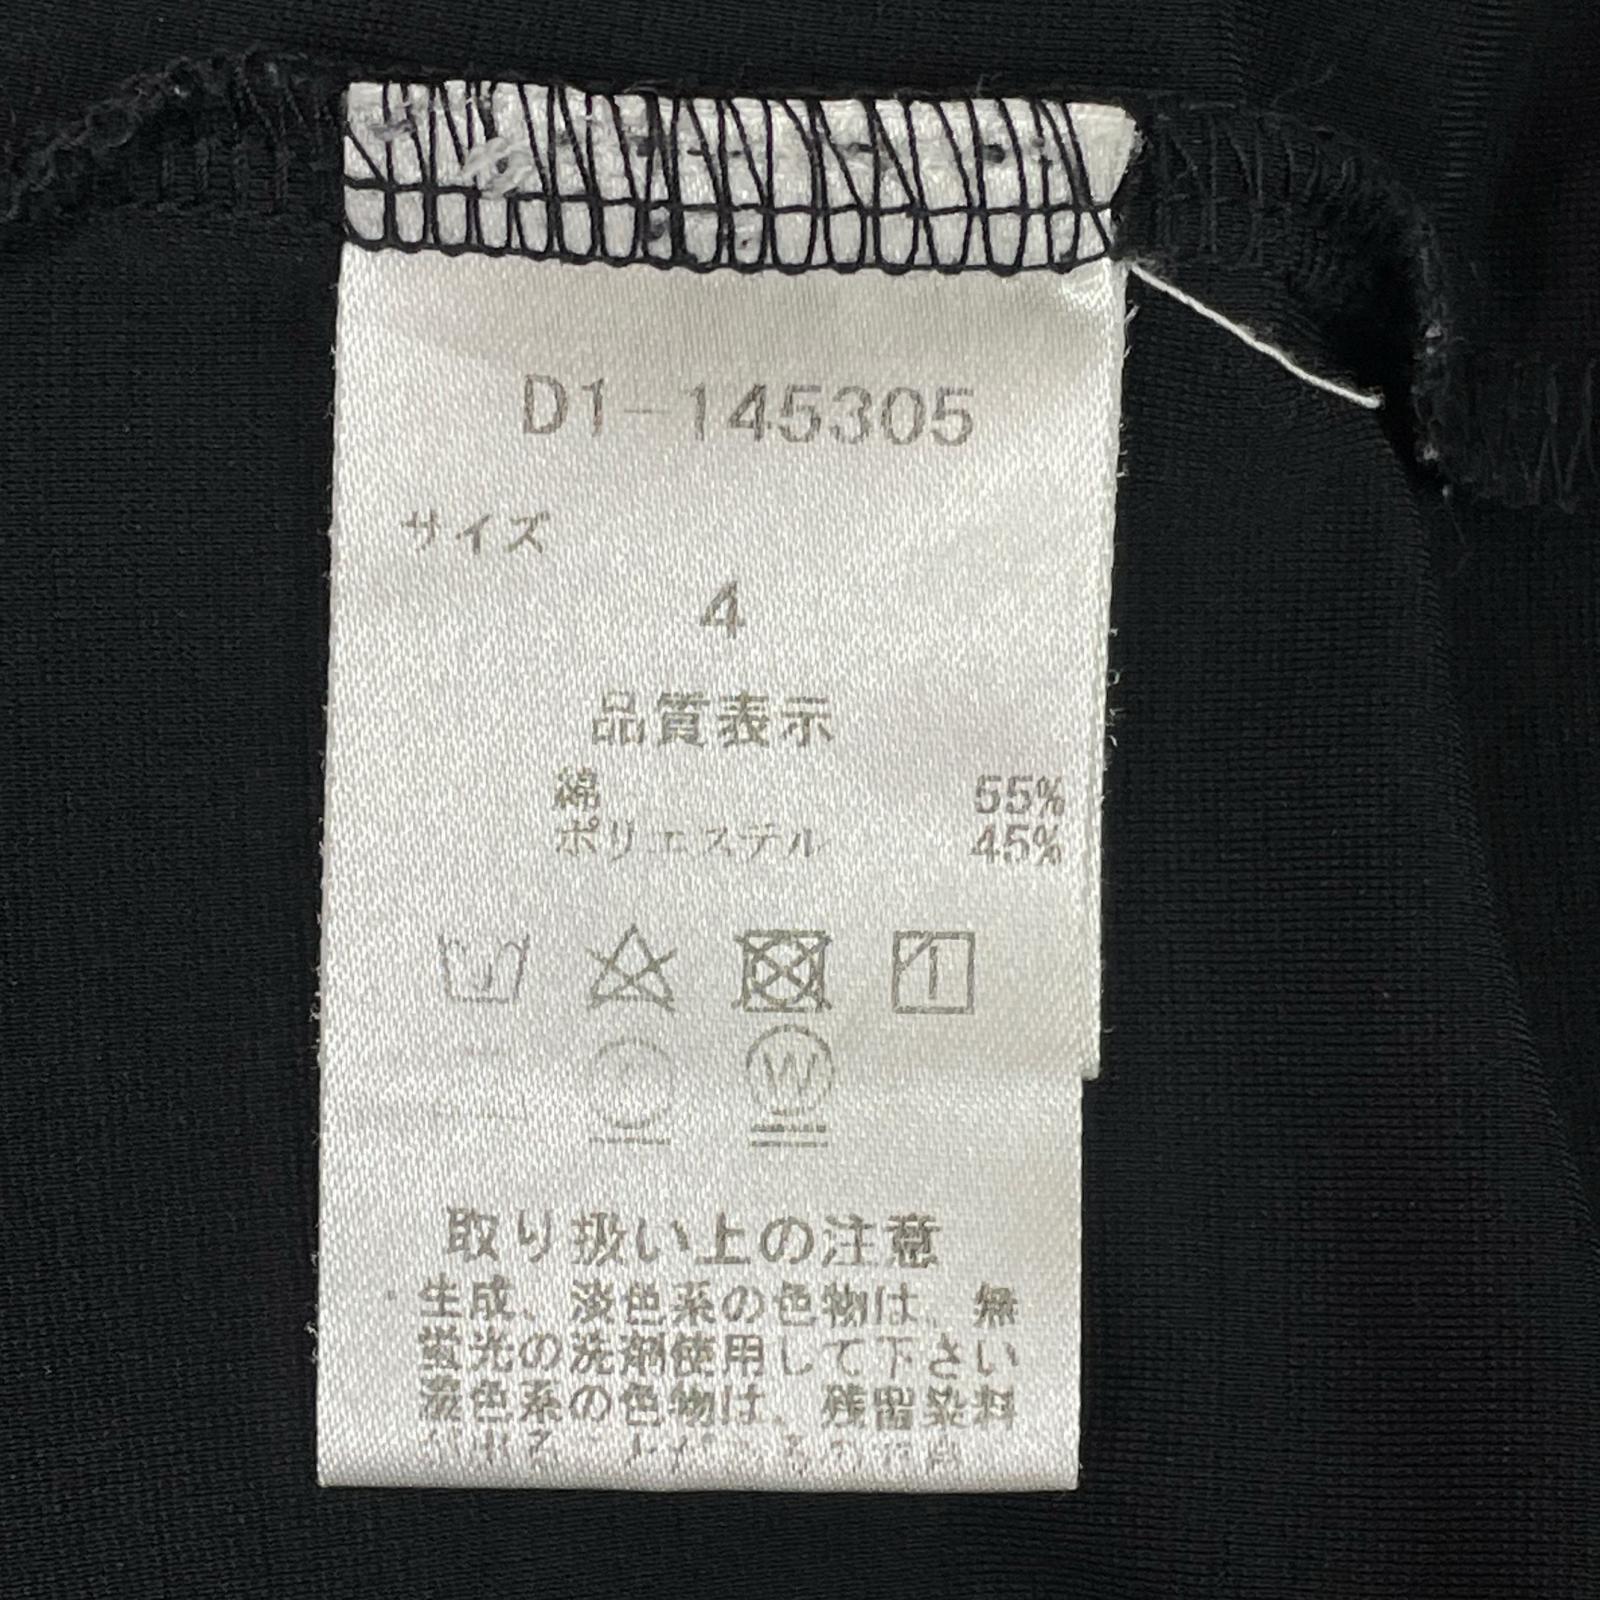 D1-145305
サイズ
4
品質表示
綿 55%
ポリエステル 45%
W
取り扱い上の注意
生成、淡色系の色物は、無
蛍光の洗剤使用して下さい
濃色系の色物は、残留染料